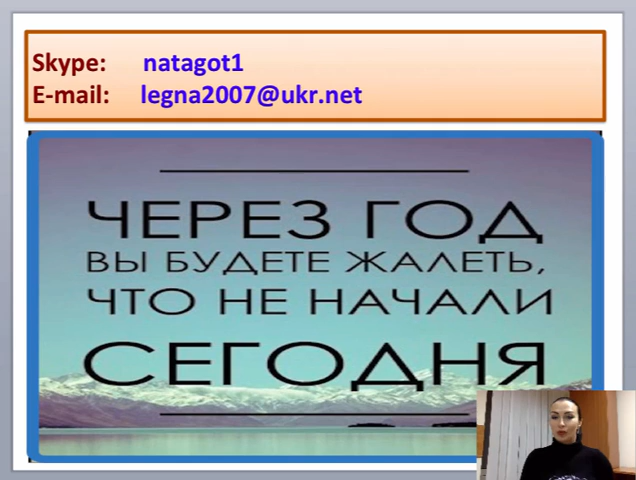 Skype: natagot1
E-mail: legna2007@ukr.net
ЧЕРЕЗ ГОД
ВЫ БУДЕТЕ ЖАЛЕТЬ,
ЧТО НЕ НАЧАЛИ
СЕГОДНЯ